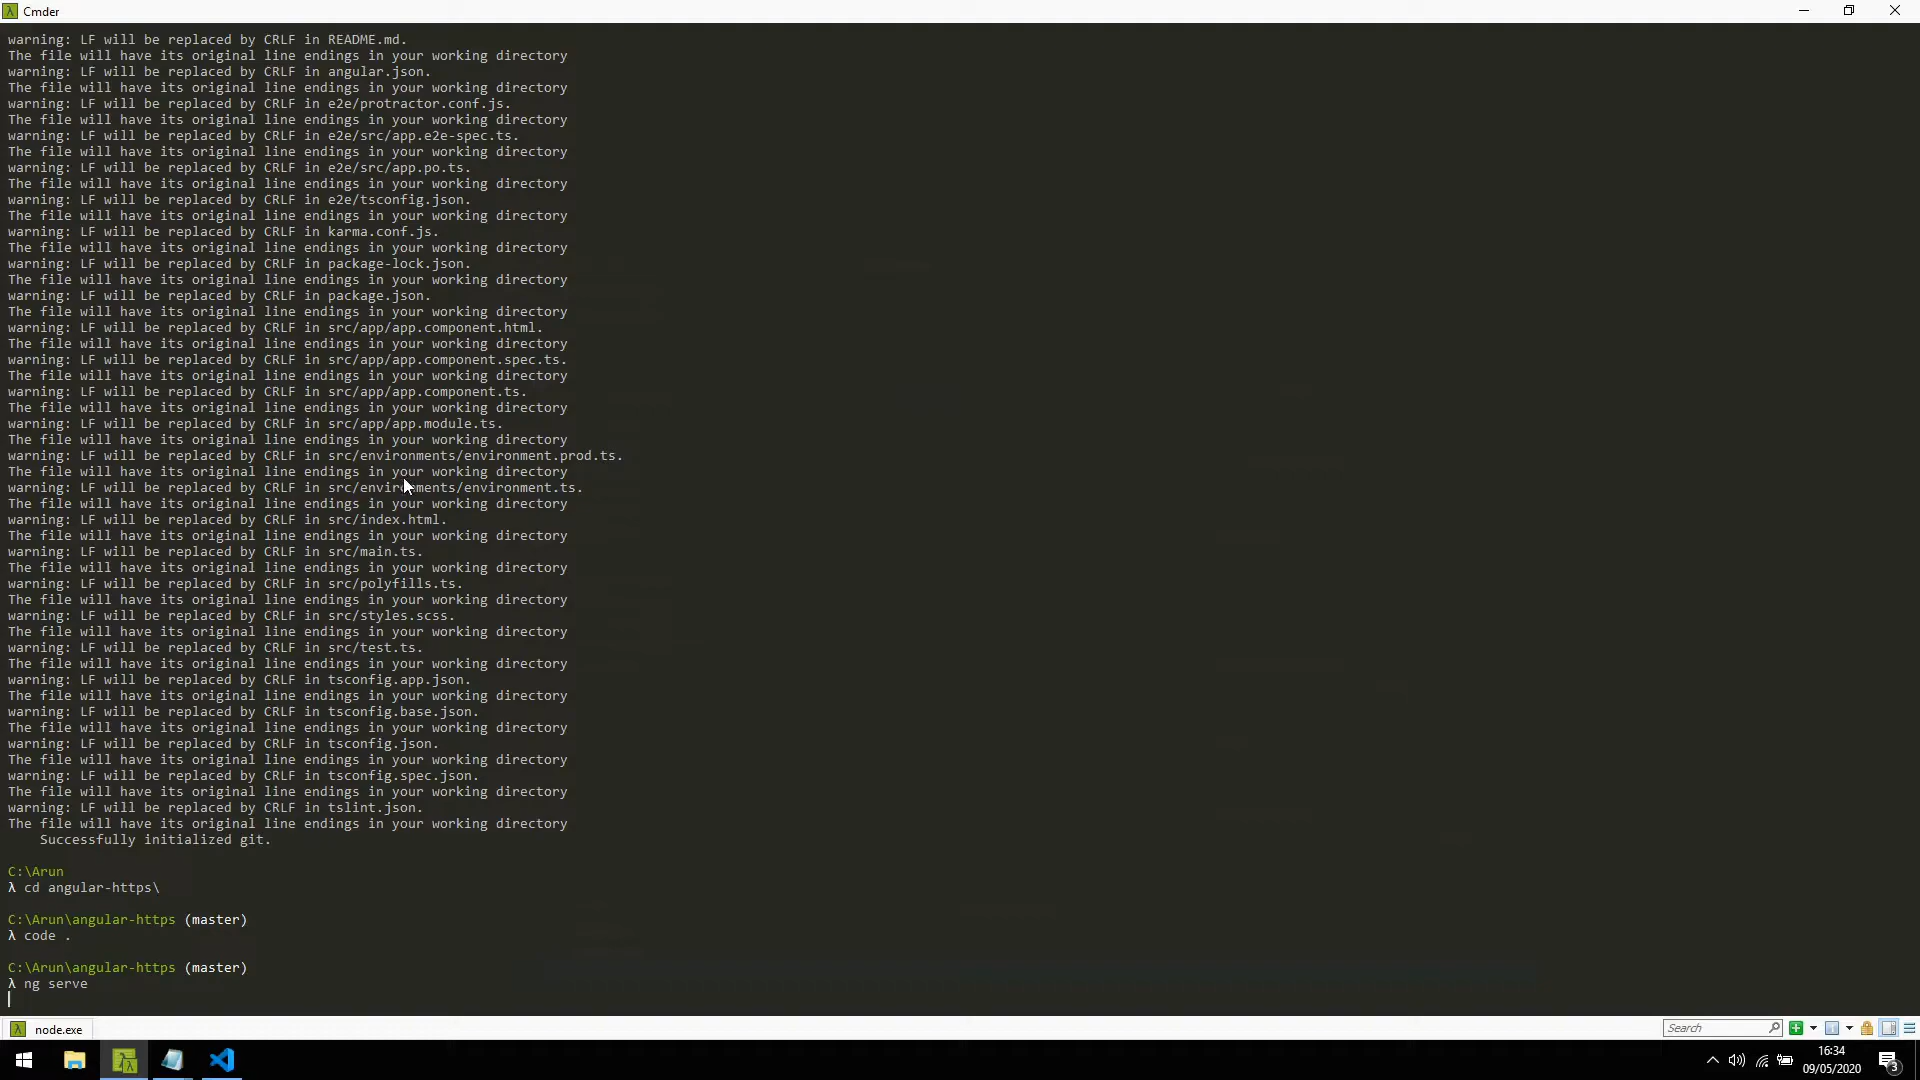 Cmder
warning: LF will be replaced by CRLF in README.md.
The file will have its original line endings in your working directory
warning: LF will be replaced by CRLF in angular.json.
The file will have its original line endings in your working directory
warning: LF will be replaced by CRLF in e2e/protractor.conf.js.
The file will have its original line endings in your working directory
warning: LF will be replaced by CRLF in e2e/src/app.e2e-spec.ts.
The file will have its original line endings in your working directory
warning: LF will be replaced by CRLF in e2e/src/app.po.ts.
The file will have its original line endings in your working directory
warning: LF will be replaced by CRLF in e2e/tsconfig.json.
The file will have its original line endings in your working directory
warning: LF will be replaced by CRLF in karma.conf.js.
The file will have its original line endings in your working directory
warning: LF will be replaced by CRLF in package-lock.json.
The file will have its original line endings in your working directory
warning: LF will be replaced by CRLF in package.json.
The file will have its original line endings in your working directory
warning: LF will be replaced by CRLF in src/app/app.component.html.
The file will have its original line endings in your working directory
warning: LF will be replaced by CRLF in src/app/app.component.spec.ts.
The file will have its original line endings in your working directory
warning: LF will be replaced by CRLF in src/app/app.component.ts.
The file will have its original line endings in your working directory
warning: LF will be replaced by CRLF in src/app/app.module.ts.
The file will have its original line endings in your working directory
warning: LF will be replaced by CRLF in src/environments/environment.prod.ts.
The file will have its original line endings in your working directory
warning: LF will be replaced by CRLF in src/environments/environment.ts.
The file will have its original line endings in your working directory
warning: LF will be replaced by CRLF in src/index.html.
The file will have its original line endings in your working directory
warning: LF will be replaced by CRLF in src/main.ts.
The file will have its original line endings in your working directory
warning: LF will be replaced by CRLF in src/polyfills.ts.
The file will have its original line endings in your working directory
warning: LF will be replaced by CRLF in src/styles.scss.
The file will have its original line endings in your working directory
warning: LF will be replaced by CRLF in src/test.ts.
The file will have its original line endings in your working directory
warning: LF will be replaced by CRLF in tsconfig.app.json.
The file will have its original line endings in your working directory
warning: LF will be replaced by CRLF in tsconfig.base.json.
The file will have its original line endings in your working directory
warning: LF will be replaced by CRLF in tsconfig.json.
The file will have its original line endings in your working directory
warning: LF will be replaced by CRLF in tsconfig.spec.json.
The file will have its original line endings in your working directory
warning: LF will be replaced by CRLF in tslint.json.
The file will have its original line endings in your working directory
Successfully initialized git.
C:\Arun
λ cd angular-https\
C:\Arun\angular-https (master)
λ code .
C:\Arun\angular-https (master)
λ ng serve
node.exe
Search
16:34
09/05/2020
3